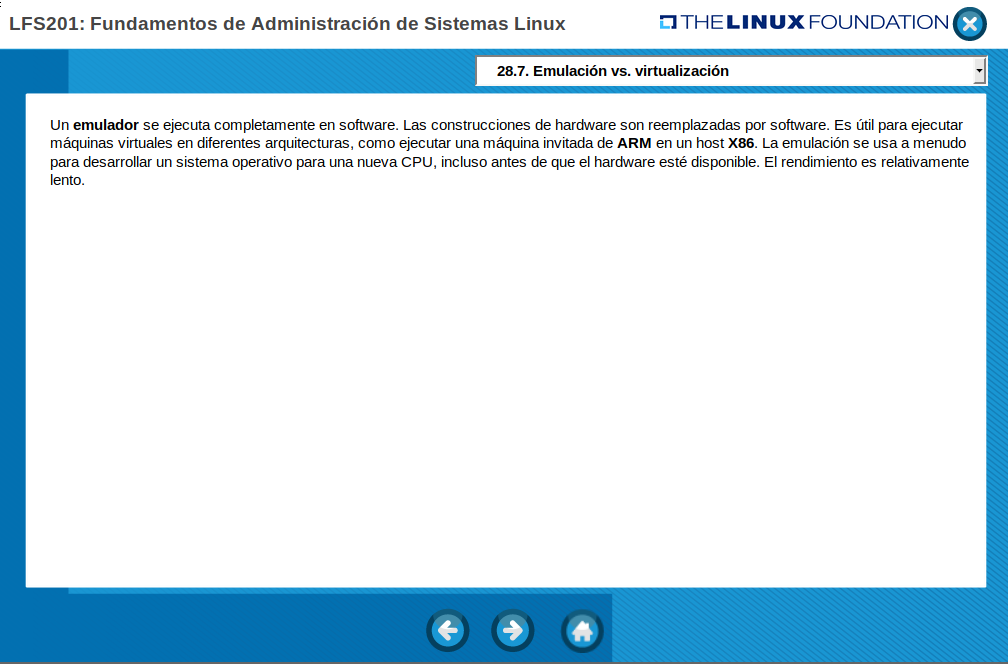 LFS201: Fundamentos de Administración de Sistemas Linux
THE LINUX FOUNDATION
28.7. Emulación vs. virtualización
Un emulador se ejecuta completamente en software. Las construcciones de hardware son reemplazadas por software. Es útil para ejecutar
máquinas virtuales en diferentes arquitecturas, como ejecutar una máquina invitada de ARM en un host X86. La emulación se usa a menudo
para desarrollar un sistema operativo para una nueva CPU, incluso antes de que el hardware esté disponible. El rendimiento es relativamente
lento.